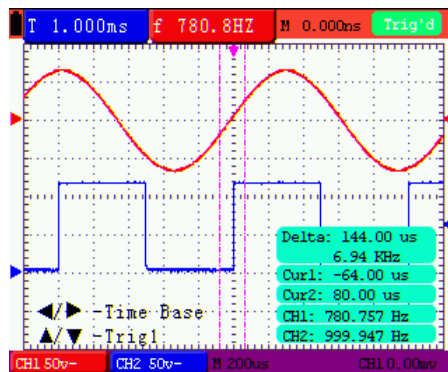 T 1.000ms f 780.8HZ M 0.000ns Trig'd
Delta: 144.00 us
6.94 KHz
Cur1: -64.00 us
Cur2: 80.00 us
CH1: 780.757 Hz
CH2: 999.947 Hz
◀/▶ -Time Base
▲/▼ -Trig1
CH1 50v- CH2 50v- M 200us CH1 0.00mv